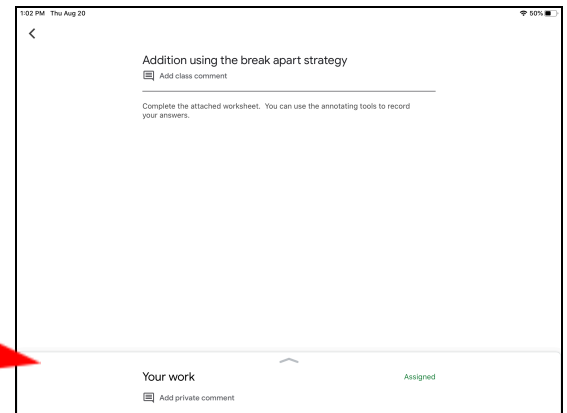 1:02 PM Thu Aug 20 50%
Addition using the break apart strategy
Add class comment
Complete the attached worksheet. You can use the annotating tools to record
your answers.
Your work Assigned
Add private comment